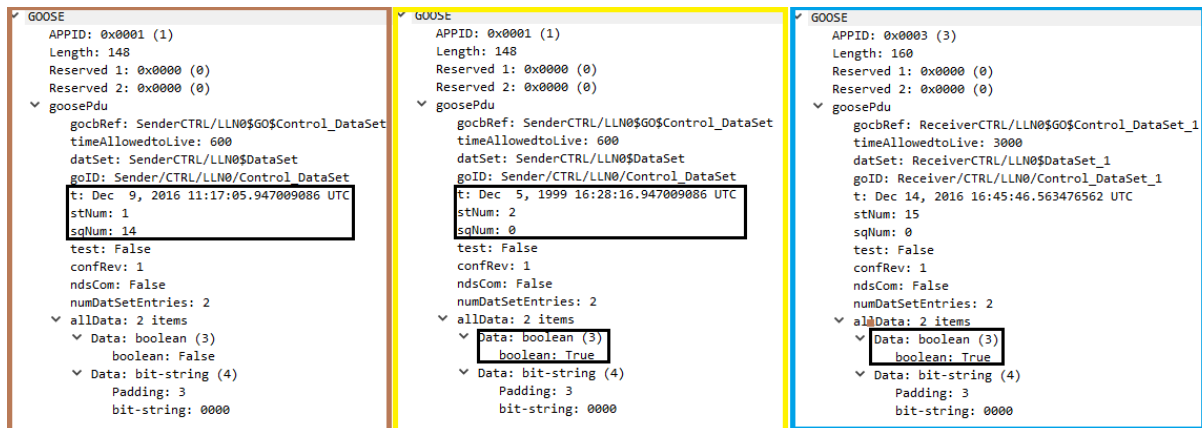 GOOSE
APPID: 0x0001 (1)
Length: 148
Reserved 1: 0x0000 (0)
Reserved 2: 0x0000 (0)
goosePdu
gocbRef: SenderCTRL/LLN0$GO$Control_DataSet
timeAllowedtoLive: 600
datSet: SenderCTRL/LLN0$DataSet
goID: Sender/CTRL/LLN0/Control_DataSet
t: Dec  9, 2016 11:17:05.947009086 UTC
stNum: 1
sqNum: 14
test: False
confRev: 1
ndsCom: False
numDatSetEntries: 2
allData: 2 items
Data: boolean (3)
boolean: False
Data: bit-string (4)
Padding: 3
bit-string: 0000
GOOSE
APPID: 0x0001 (1)
Length: 148
Reserved 1: 0x0000 (0)
Reserved 2: 0x0000 (0)
goosePdu
gocbRef: SenderCTRL/LLN0$GO$Control_DataSet
timeAllowedtoLive: 600
datSet: SenderCTRL/LLN0$DataSet
goID: Sender/CTRL/LLN0/Control_DataSet
t: Dec  5, 1999 16:28:16.947009086 UTC
stNum: 2
sqNum: 0
test: False
confRev: 1
ndsCom: False
numDatSetEntries: 2
allData: 2 items
Data: boolean (3)
boolean: True
Data: bit-string (4)
Padding: 3
bit-string: 0000
GOOSE
APPID: 0x0003 (3)
Length: 160
Reserved 1: 0x0000 (0)
Reserved 2: 0x0000 (0)
goosePdu
gocbRef: ReceiverCTRL/LLN0$GO$Control_DataSet_1
timeAllowedtoLive: 3000
datSet: ReceiverCTRL/LLN0$DataSet_1
goID: Receiver/CTRL/LLN0/Control_DataSet_1
t: Dec 14, 2016 16:45:46.563476562 UTC
stNum: 15
sqNum: 0
test: False
confRev: 1
ndsCom: False
numDatSetEntries: 2
allData: 2 items
Data: boolean (3)
boolean: True
Data: bit-string (4)
Padding: 3
bit-string: 0000